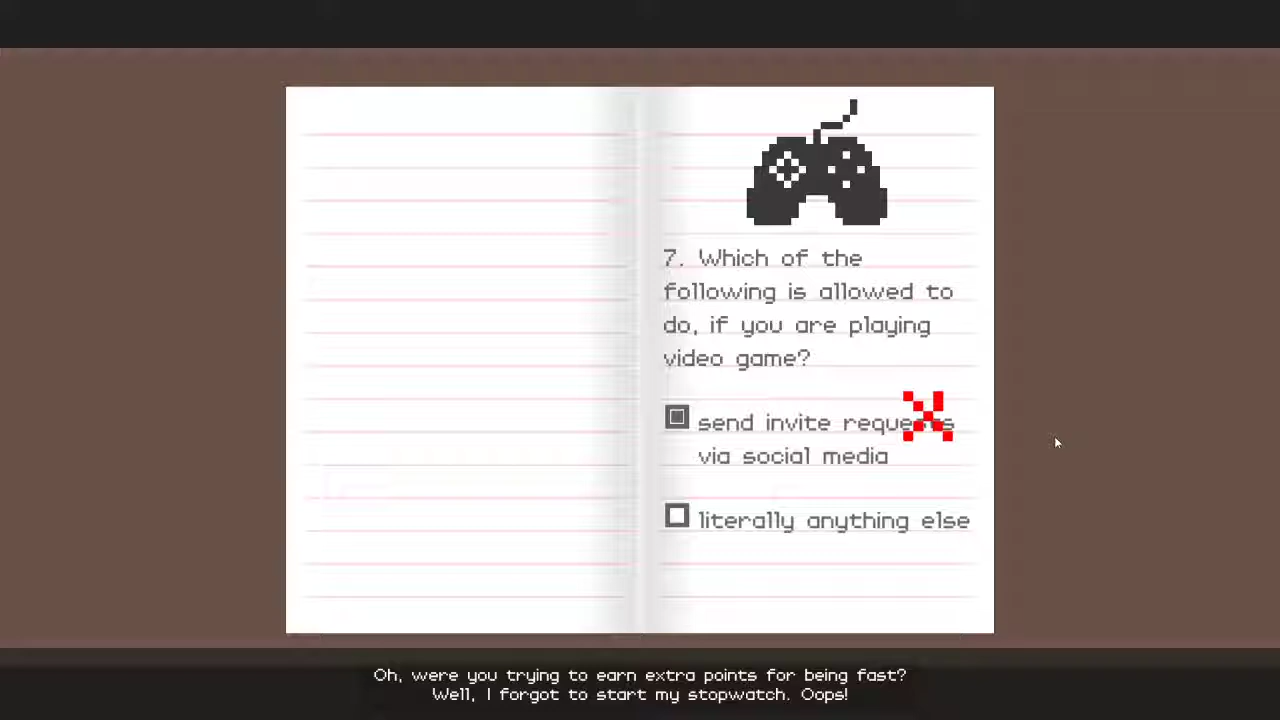 7. Which of the
following is allowed to
do, if you are playing
video game?
send invite requests
via social media
literally anything else
Oh, were you trying to earn extra points for being fast?
Well, I forgot to start my stopwatch. Oops!